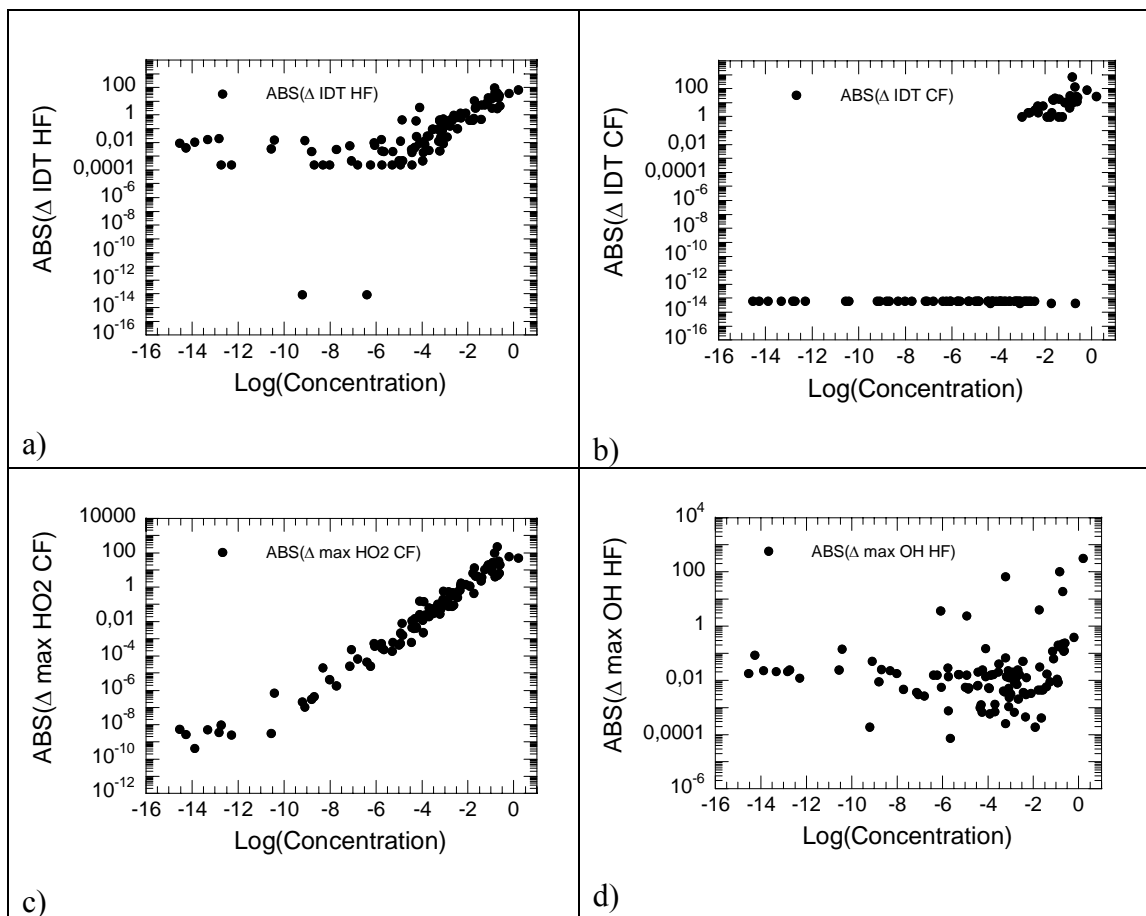 100
1
0,01
0,0001
10-6
10-8
10-10
10-12
10-14
10-16
ABS(Δ IDT HF)
ABS(Δ IDT HF)
-16 -14 -12 -10 -8 -6 -4 -2 0
Log(Concentration)
a)
100
1
0,01
0,0001
10-6
10-8
10-10
10-12
10-14
10-16
ABS(Δ IDT CF)
ABS(Δ IDT CF)
-16 -14 -12 -10 -8 -6 -4 -2 0
Log(Concentration)
b)
10000
100
1
0,01
10-4
10-6
10-8
10-10
10-12
ABS(Δ max HO2 CF)
ABS(Δ max HO2 CF)
-16 -14 -12 -10 -8 -6 -4 -2 0
Log(Concentration)
c)
104
100
1
0,01
0,0001
10-6
ABS(Δ max OH HF)
ABS(Δ max OH HF)
-16 -14 -12 -10 -8 -6 -4 -2 0
Log(Concentration)
d)